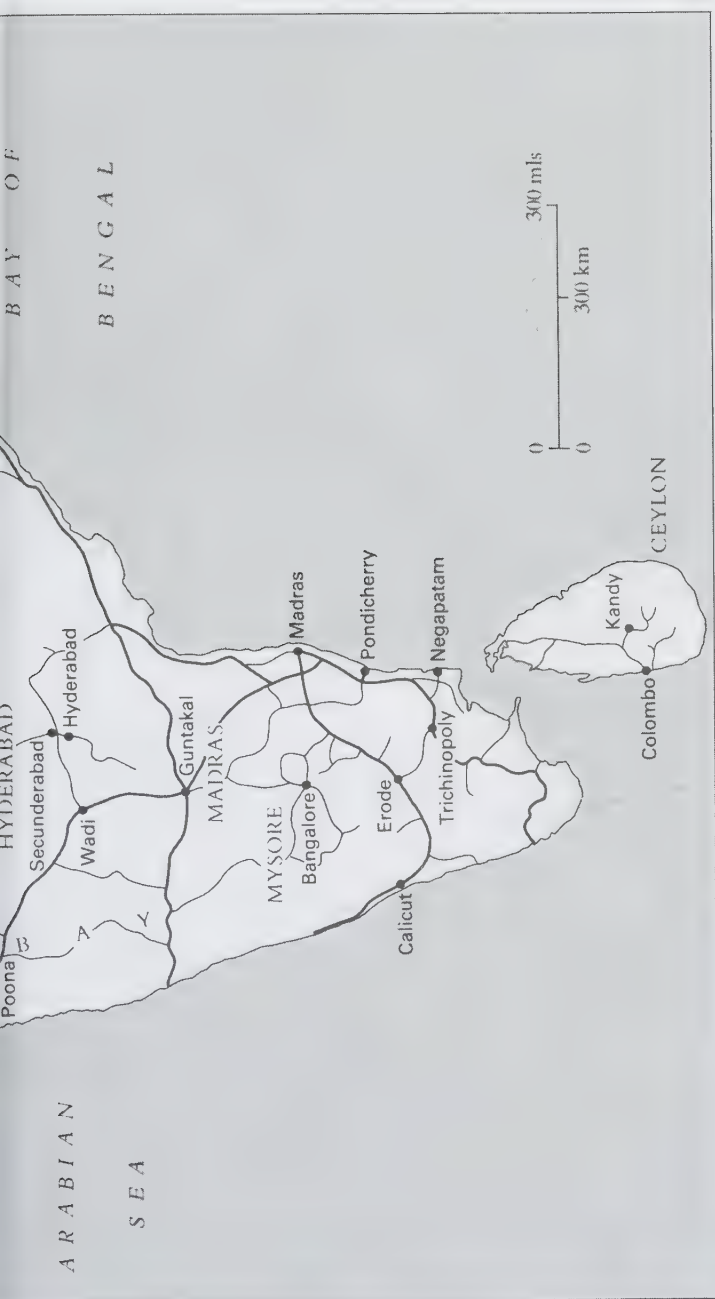 BAY OF
BENGAL
HYDERABAD
Poona
B A Y
Secunderabad
Hyderabad
Wadi
ARABIAN
SEA
Guntakal
MADRAS
MYSORE
Bangalore
Madras
Pondicherry
Erode
Calicut
Negapatam
Trichinopoly
0 300 mls
0 300 km
Kandy
Colombo
CEYLON